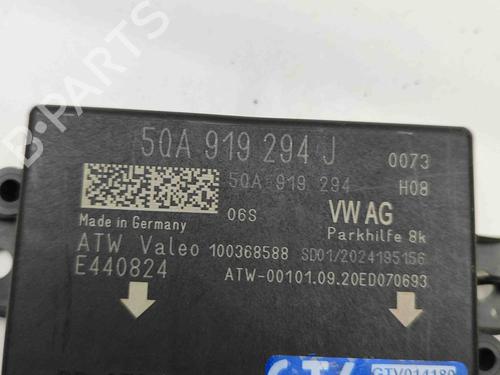 5QA 919 294 J
0073
5QA 919 294
H08
06S
VW AG
Made in Germany
Parkhilfe 8k
ATW Valeo 100368588 SD01/2024195156
E440824
ATW-00101.09.20ED070693
GTV014180
B-PARTS